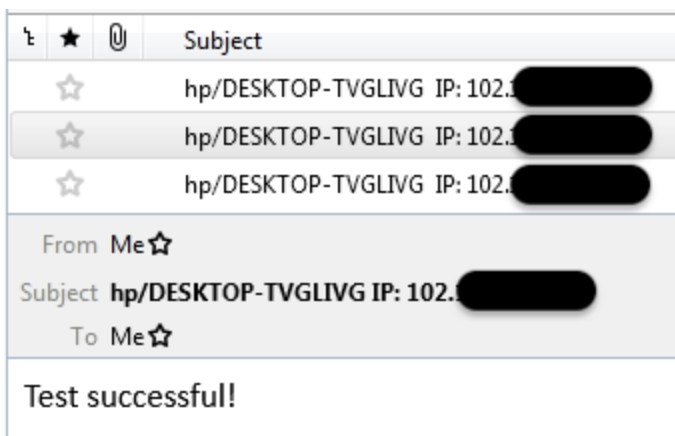 Subject
hp/DESKTOP-TVGLIVG IP: 102.
hp/DESKTOP-TVGLIVG IP: 102.
hp/DESKTOP-TVGLIVG IP: 102.
From Me
Subject hp/DESKTOP-TVGLIVG IP: 102.
To Me
Test successful!